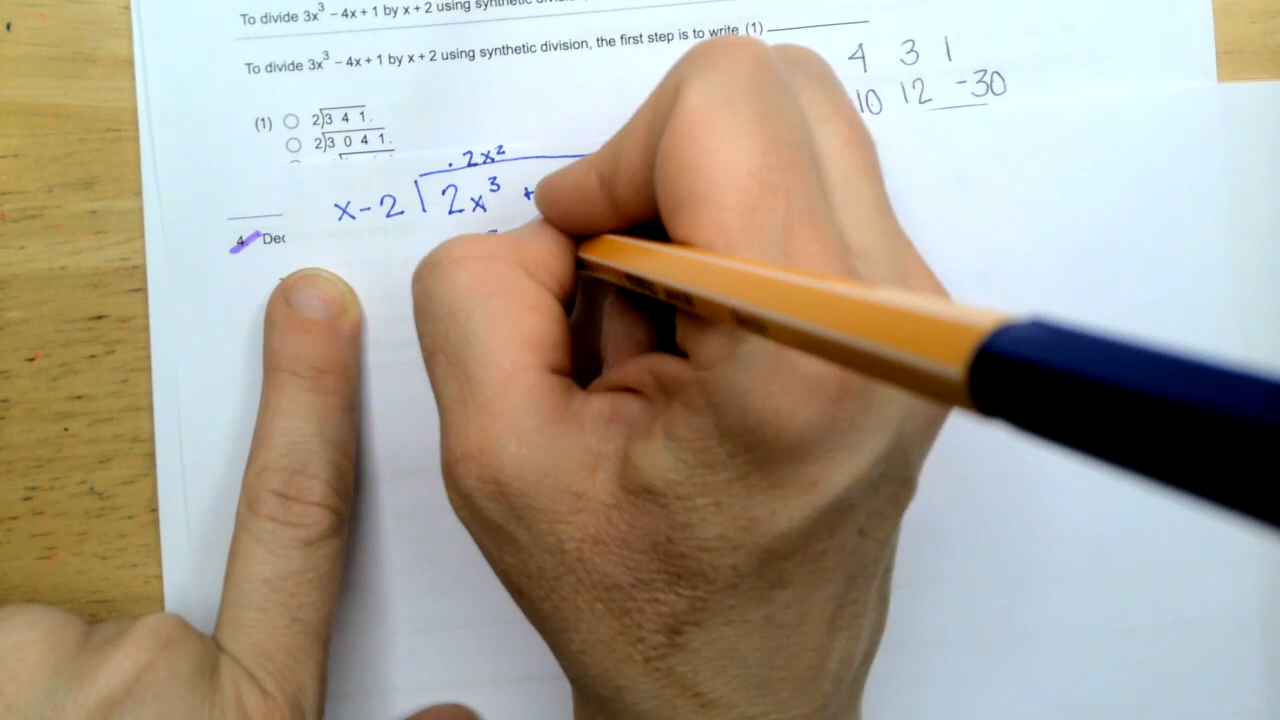 To divide 3x³ − 4x + 1 by x + 2 using synthetic
To divide 3x³ − 4x + 1 by x + 2 using synthetic division, the first step is to write (1)
4 3 1
10 12 -30
(1) 2)3 4 1.
2)3 0 4 1.
. 2x²
x-2 2x³ +
4. Dec